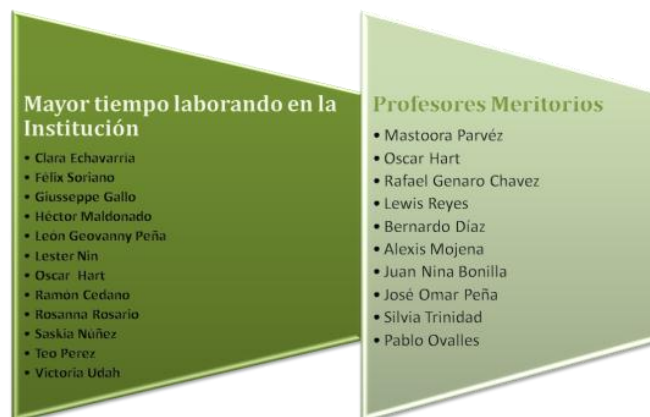 Mayor tiempo laborando en la
Institución
• Clara Echavarría
• Félix Soriano
• Giusseppe Gallo
• Héctor Maldonado
• León Geovanny Peña
• Lester Nin
• Oscar Hart
• Ramón Cedano
• Rosanna Rosario
• Saskia Núñez
• Teo Perez
• Victoria Udah
Profesores Meritorios
• Mastoora Parvéz
• Oscar Hart
• Rafael Genaro Chavez
• Lewis Reyes
• Bernardo Díaz
• Alexis Mojena
• Juan Nina Bonilla
• José Omar Peña
• Silvia Trinidad
• Pablo Ovalles